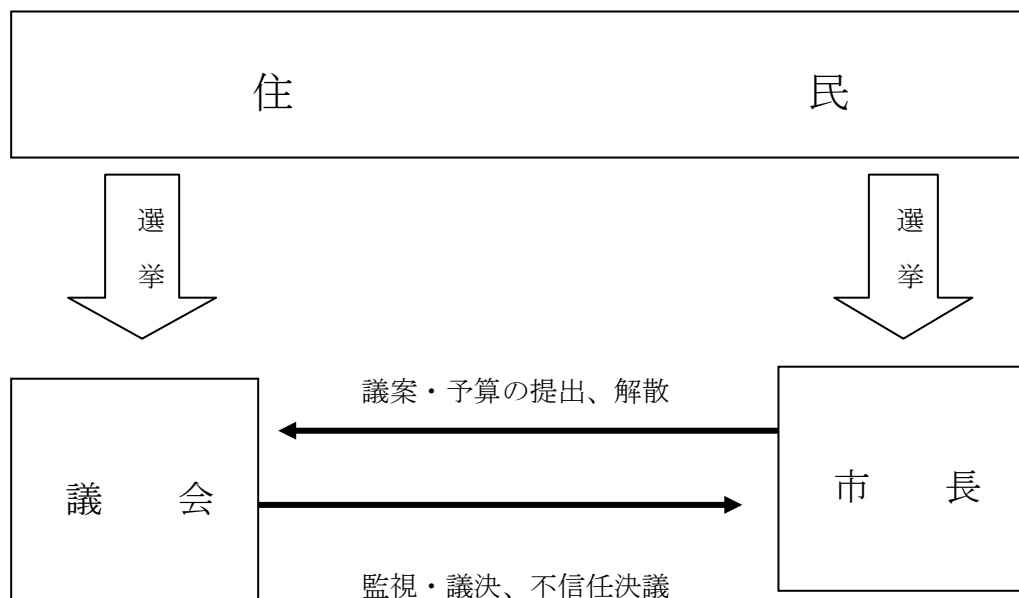 住　民
選挙
選挙
議案・予算の提出、解散
議　会
市　長
監視・議決、不信任決議